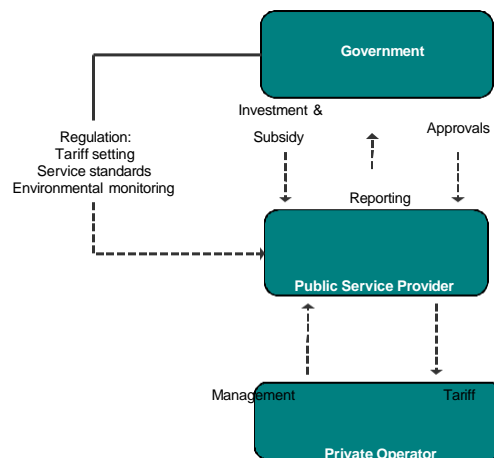 Government
Investment &
Subsidy
Approvals
Regulation:
Tariff setting
Service standards
Environmental monitoring
Reporting
Public Service Provider
Management
Tariff
Private Operator